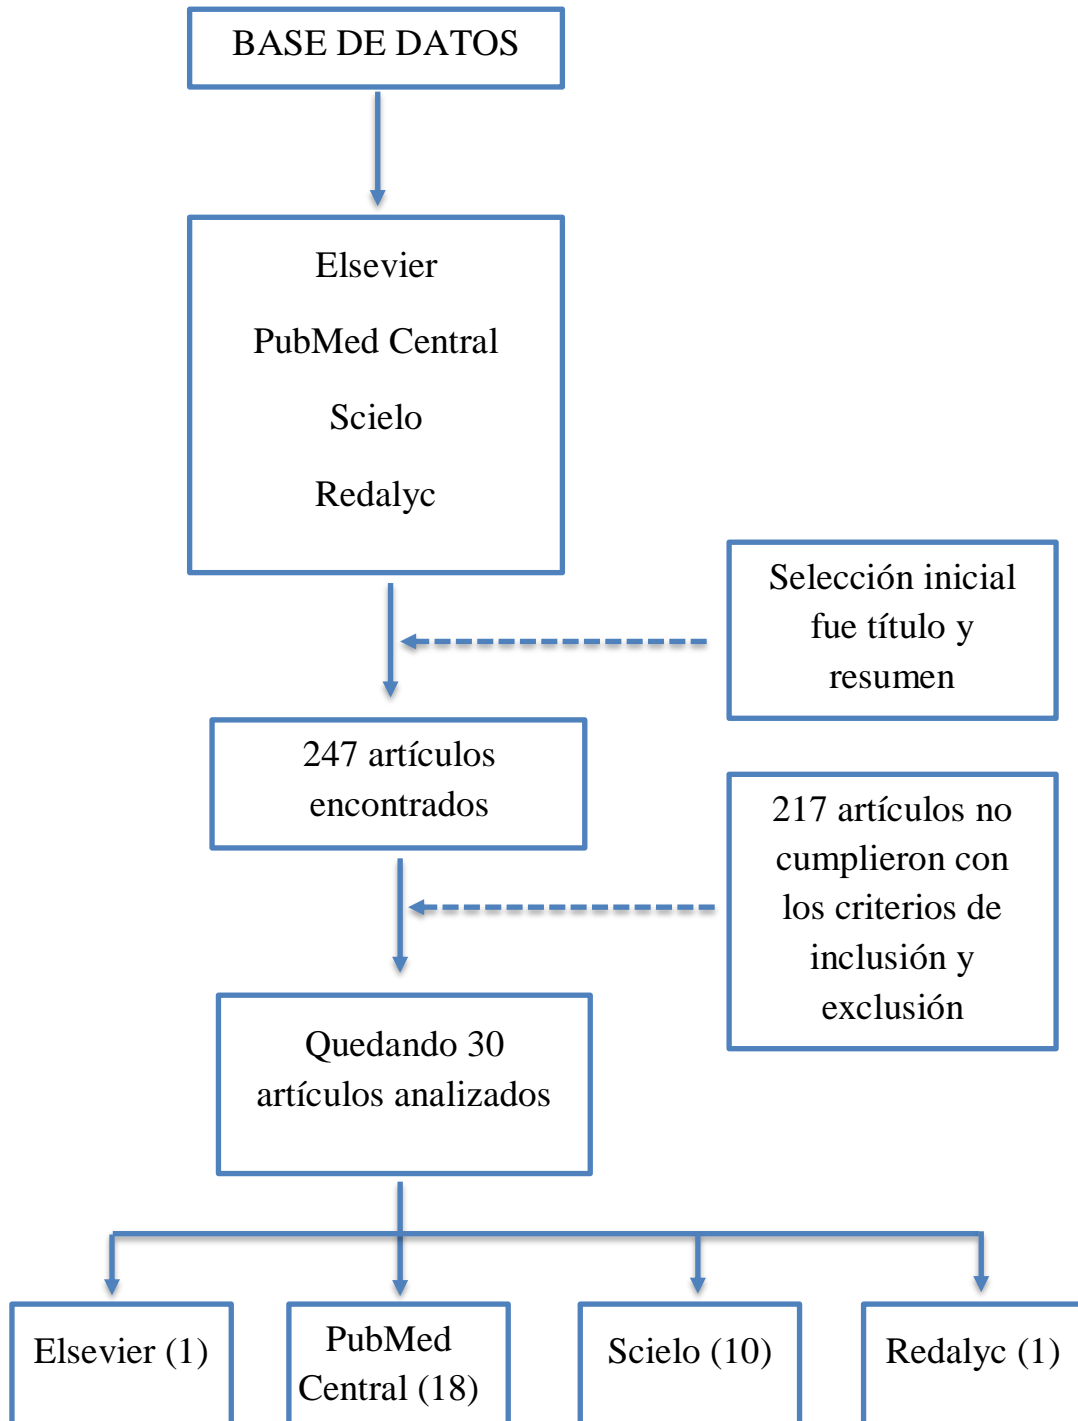 BASE DE DATOS
Elsevier
PubMed Central
Scielo
Redalyc
Selección inicial
fue título y
resumen
247 artículos
encontrados
217 artículos no
cumplieron con
los criterios de
inclusión y
exclusión
Quedando 30
artículos analizados
Elsevier (1)
PubMed
Central (18)
Scielo (10)
Redalyc (1)